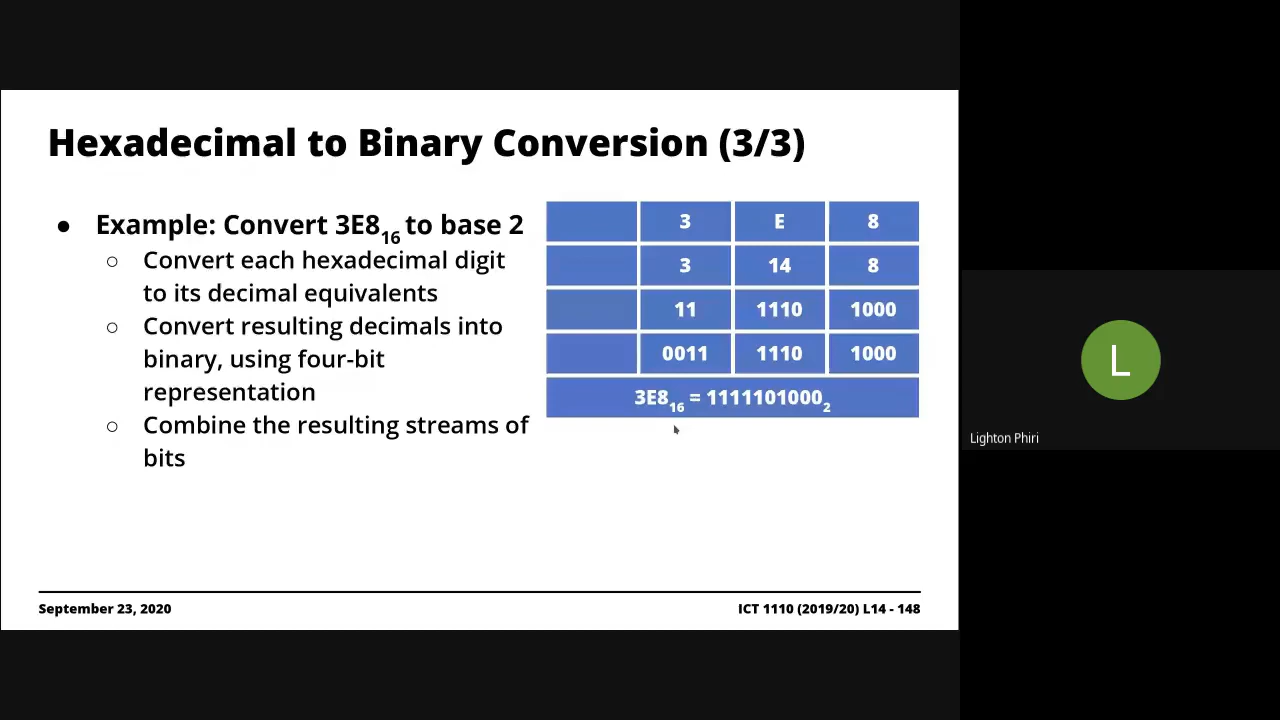 Hexadecimal to Binary Conversion (3/3)
● Example: Convert 3E8₁₆ to base 2
○ Convert each hexadecimal digit
to its decimal equivalents
○ Convert resulting decimals into
binary, using four-bit
representation
○ Combine the resulting streams of
bits
3 E 8
3 14 8
11 1110 1000
0011 1110 1000
3E8₁₆ = 1111101000₂
L
Lighton Phiri
September 23, 2020
ICT 1110 (2019/20) L14 - 148